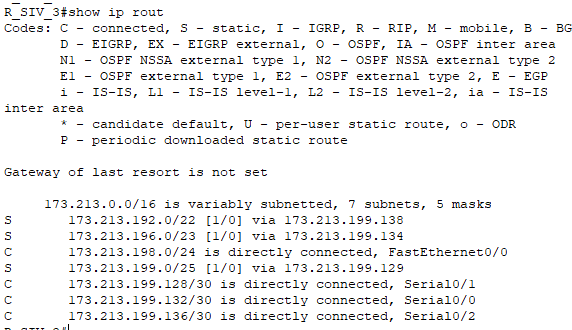 R_SIV_3#show ip rout
Codes: C - connected, S - static, I - IGRP, R - RIP, M - mobile, B - BG
D - EIGRP, EX - EIGRP external, O - OSPF, IA - OSPF inter area
N1 - OSPF NSSA external type 1, N2 - OSPF NSSA external type 2
E1 - OSPF external type 1, E2 - OSPF external type 2, E - EGP
i - IS-IS, L1 - IS-IS level-1, L2 - IS-IS level-2, ia - IS-IS
inter area
* - candidate default, U - per-user static route, o - ODR
P - periodic downloaded static route
Gateway of last resort is not set
173.213.0.0/16 is variably subnetted, 7 subnets, 5 masks
S 173.213.192.0/22 [1/0] via 173.213.199.138
S 173.213.196.0/23 [1/0] via 173.213.199.134
C 173.213.198.0/24 is directly connected, FastEthernet0/0
S 173.213.199.0/25 [1/0] via 173.213.199.129
C 173.213.199.128/30 is directly connected, Serial0/1
C 173.213.199.132/30 is directly connected, Serial0/0
C 173.213.199.136/30 is directly connected, Serial0/2